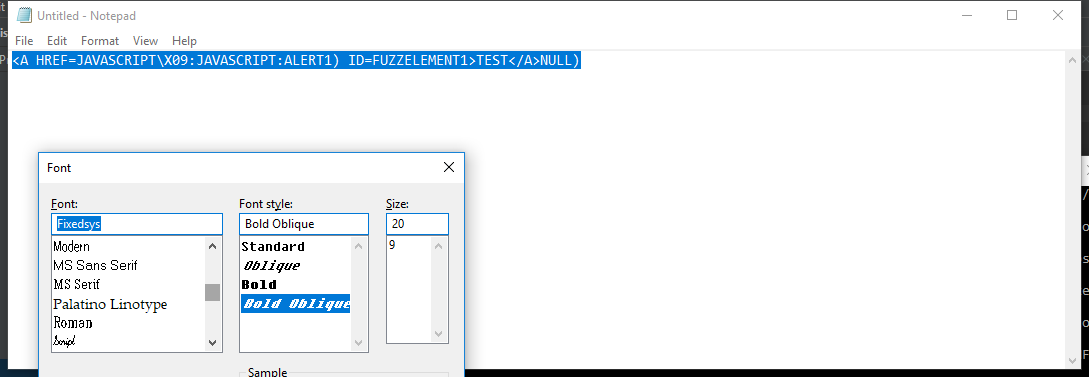 Untitled - Notepad
File Edit Format View Help
<A HREF=JAVASCRIPT\X09:JAVASCRIPT:ALERT1) ID=FUZZELEMENT1>TEST</A>NULL)
Font
Font: Font style: Size:
Fixedsys Bold Oblique 20
Modern Standard 9
MS Sans Serif Oblique
MS Serif Bold
Palatino Linotype Bold Oblique
Roman
Script
Sample